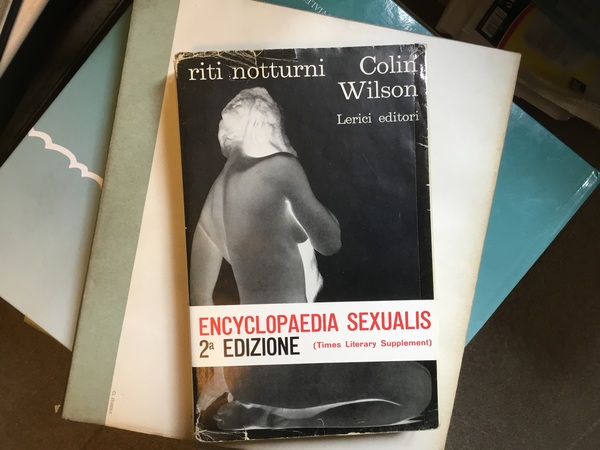 riti notturni
Colin
Wilson
Lerici editori
ENCYCLOPAEDIA SEXUALIS
2ª EDIZIONE (Times Literary Supplement)